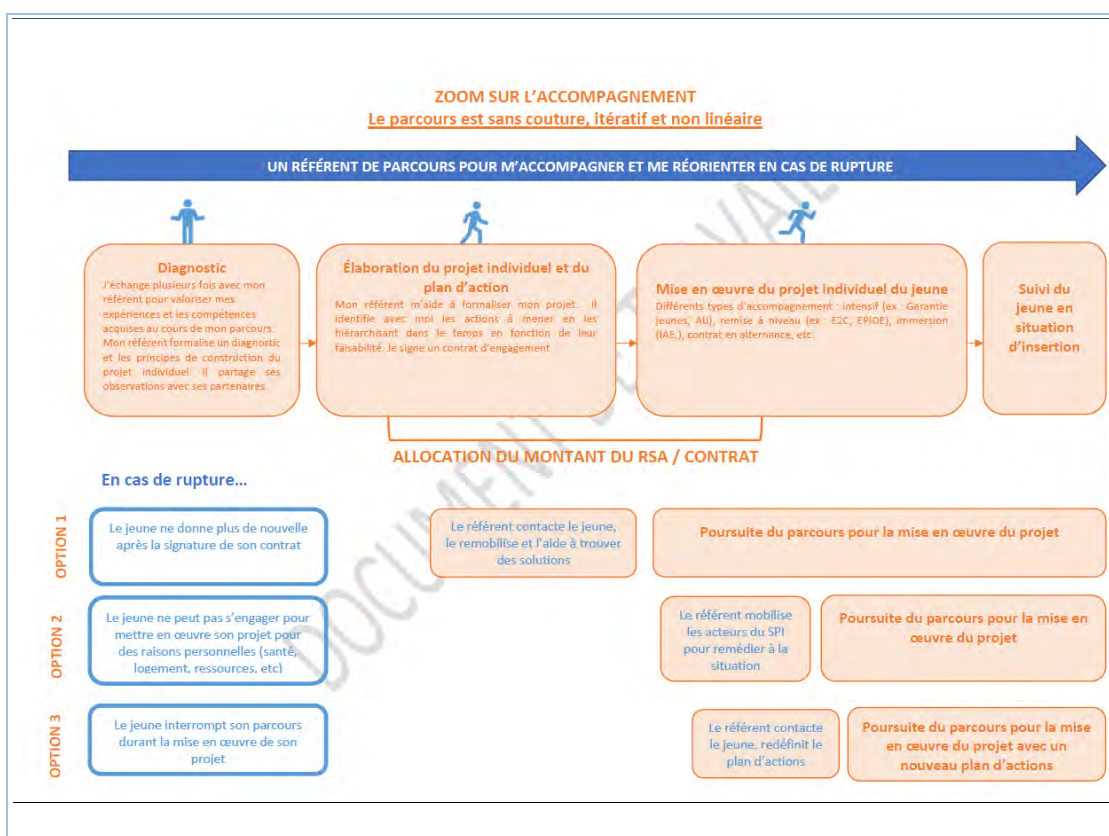 ZOOM SUR L'ACCOMPAGNEMENT
Le parcours est sans couture, itératif et non linéaire
UN RÉFÉRENT DE PARCOURS POUR M'ACCOMPAGNER ET ME RÉORIENTER EN CAS DE RUPTURE
Diagnostic
J'échange plusieurs fois avec mon
référent pour valoriser mes
expériences et les compétences
acquises au cours de mon parcours.
Mon référent formalise un diagnostic
et les principes de construction du
projet individuel. Il partage ses
observations avec ses partenaires
Élaboration du projet individuel et du
plan d'action
Mon référent m'aide à formaliser mon projet. Il
identifie avec moi les actions à mener en les
hiérarchisant dans le temps en fonction de leur
faisabilité. Je signe un contrat d'engagement
Mise en œuvre du projet individuel du jeune
Différents types d'accompagnement : intensif (ex : Garantie
jeunes, AIJ), remise à niveau (ex : E2C, EPIDE), immersion
(IAE,), contrat en alternance, etc.
Suivi du
jeune en
situation
d'insertion
ALLOCATION DU MONTANT DU RSA / CONTRAT
En cas de rupture…
OPTION 1
Le jeune ne donne plus de nouvelle
après la signature de son contrat
Le référent contacte le jeune,
le remobilise et l'aide à trouver
des solutions
Poursuite du parcours pour la mise en œuvre du projet
OPTION 2
Le jeune ne peut pas s'engager pour
mettre en œuvre son projet pour
des raisons personnelles (santé,
logement, ressources, etc)
Le référent mobilise
les acteurs du SPI
pour remédier à la
situation
Poursuite du parcours pour la mise en
œuvre du projet
OPTION 3
Le jeune interrompt son parcours
durant la mise en œuvre de son
projet
Le référent contacte
le jeune, redéfinit le
plan d'actions
Poursuite du parcours pour la mise
en œuvre du projet avec un
nouveau plan d'actions
DOCUMENT DE TRAVAIL